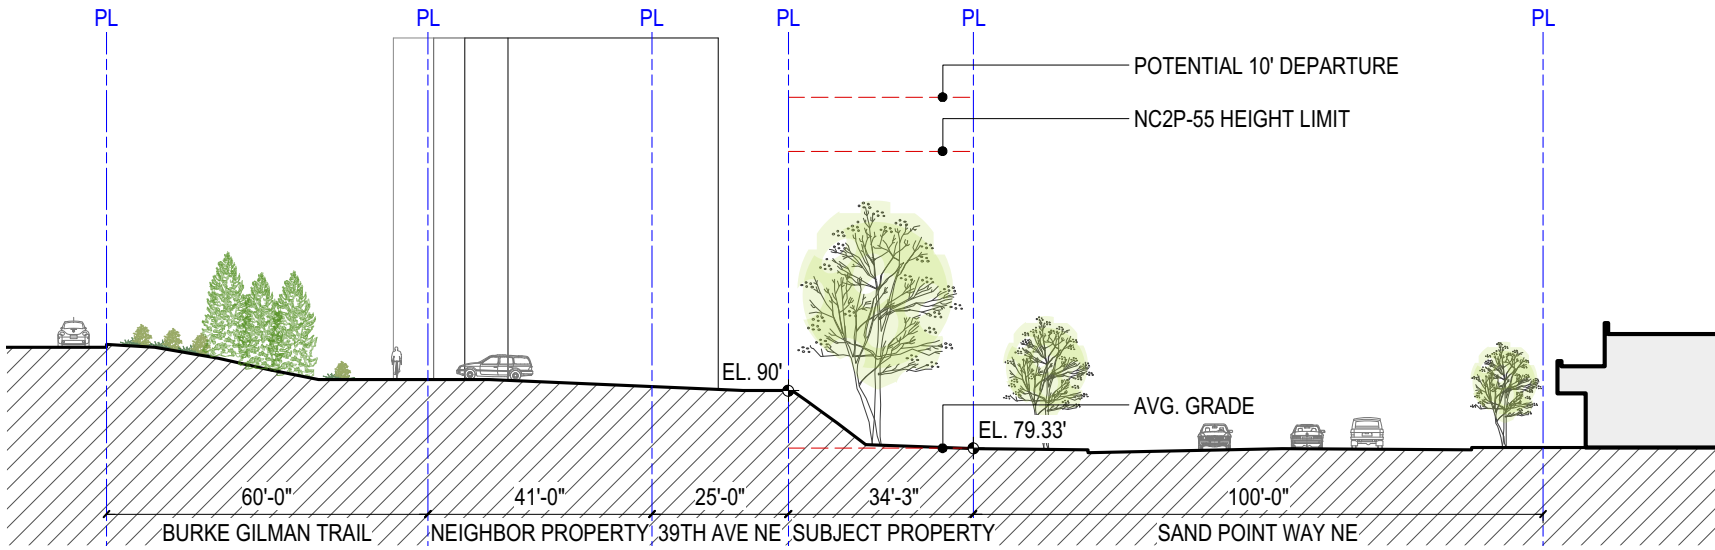 PL PL PL PL PL PL
POTENTIAL 10' DEPARTURE
NC2P-55 HEIGHT LIMIT
EL. 90'
AVG. GRADE
EL. 79.33'
60'-0" 41'-0" 25'-0" 34'-3" 100'-0"
BURKE GILMAN TRAIL NEIGHBOR PROPERTY 39TH AVE NE SUBJECT PROPERTY SAND POINT WAY NE